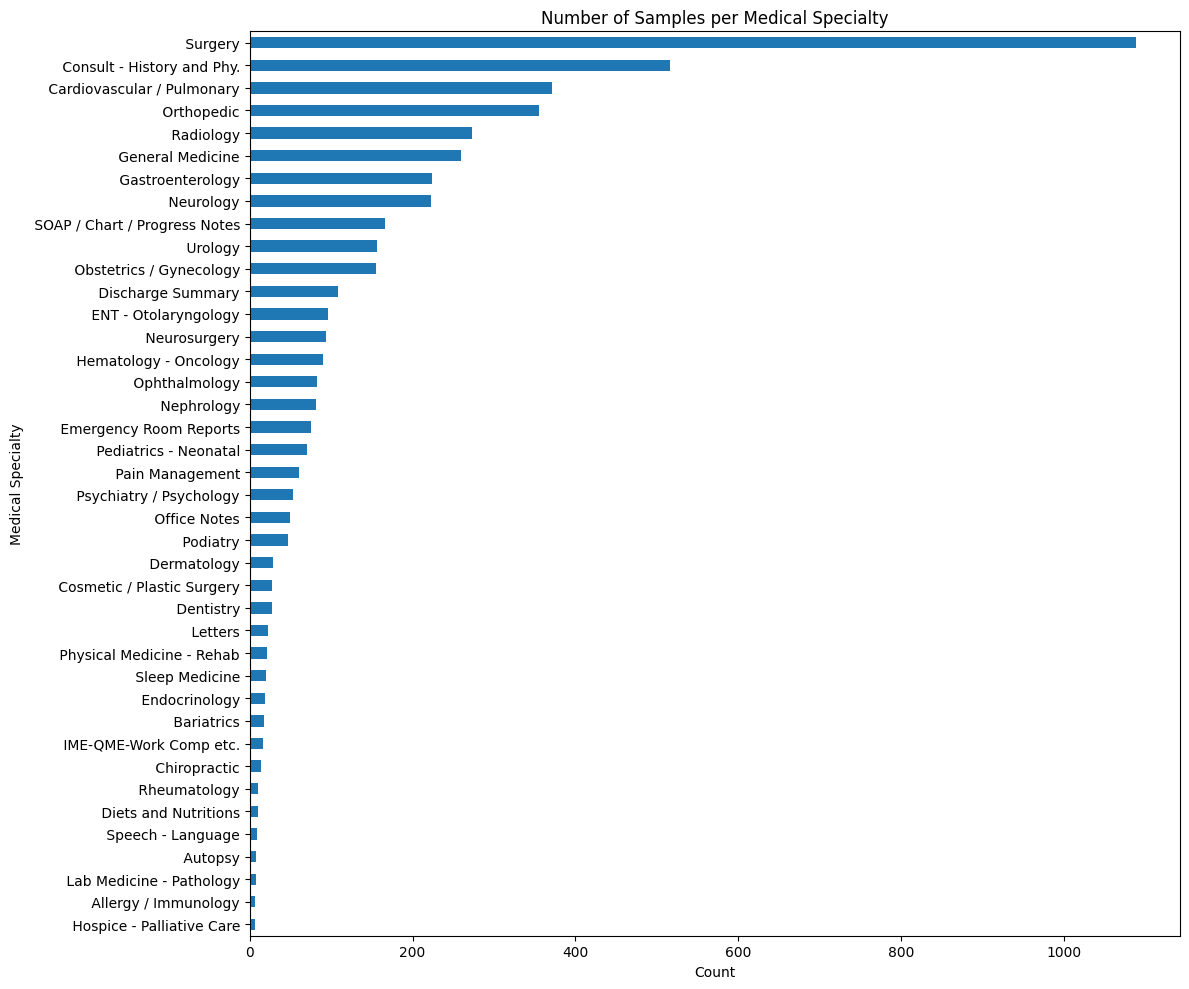 Number of Samples per Medical Specialty
Surgery
Consult - History and Phy.
Cardiovascular / Pulmonary
Orthopedic
Radiology
General Medicine
Gastroenterology
Neurology
SOAP / Chart / Progress Notes
Urology
Obstetrics / Gynecology
Discharge Summary
ENT - Otolaryngology
Neurosurgery
Hematology - Oncology
Ophthalmology
Nephrology
Emergency Room Reports
Pediatrics - Neonatal
Pain Management
Psychiatry / Psychology
Office Notes
Podiatry
Dermatology
Cosmetic / Plastic Surgery
Dentistry
Letters
Physical Medicine - Rehab
Sleep Medicine
Endocrinology
Bariatrics
IME-QME-Work Comp etc.
Chiropractic
Rheumatology
Diets and Nutritions
Speech - Language
Autopsy
Lab Medicine - Pathology
Allergy / Immunology
Hospice - Palliative Care
Medical Specialty
0 200 400 600 800 1000
Count